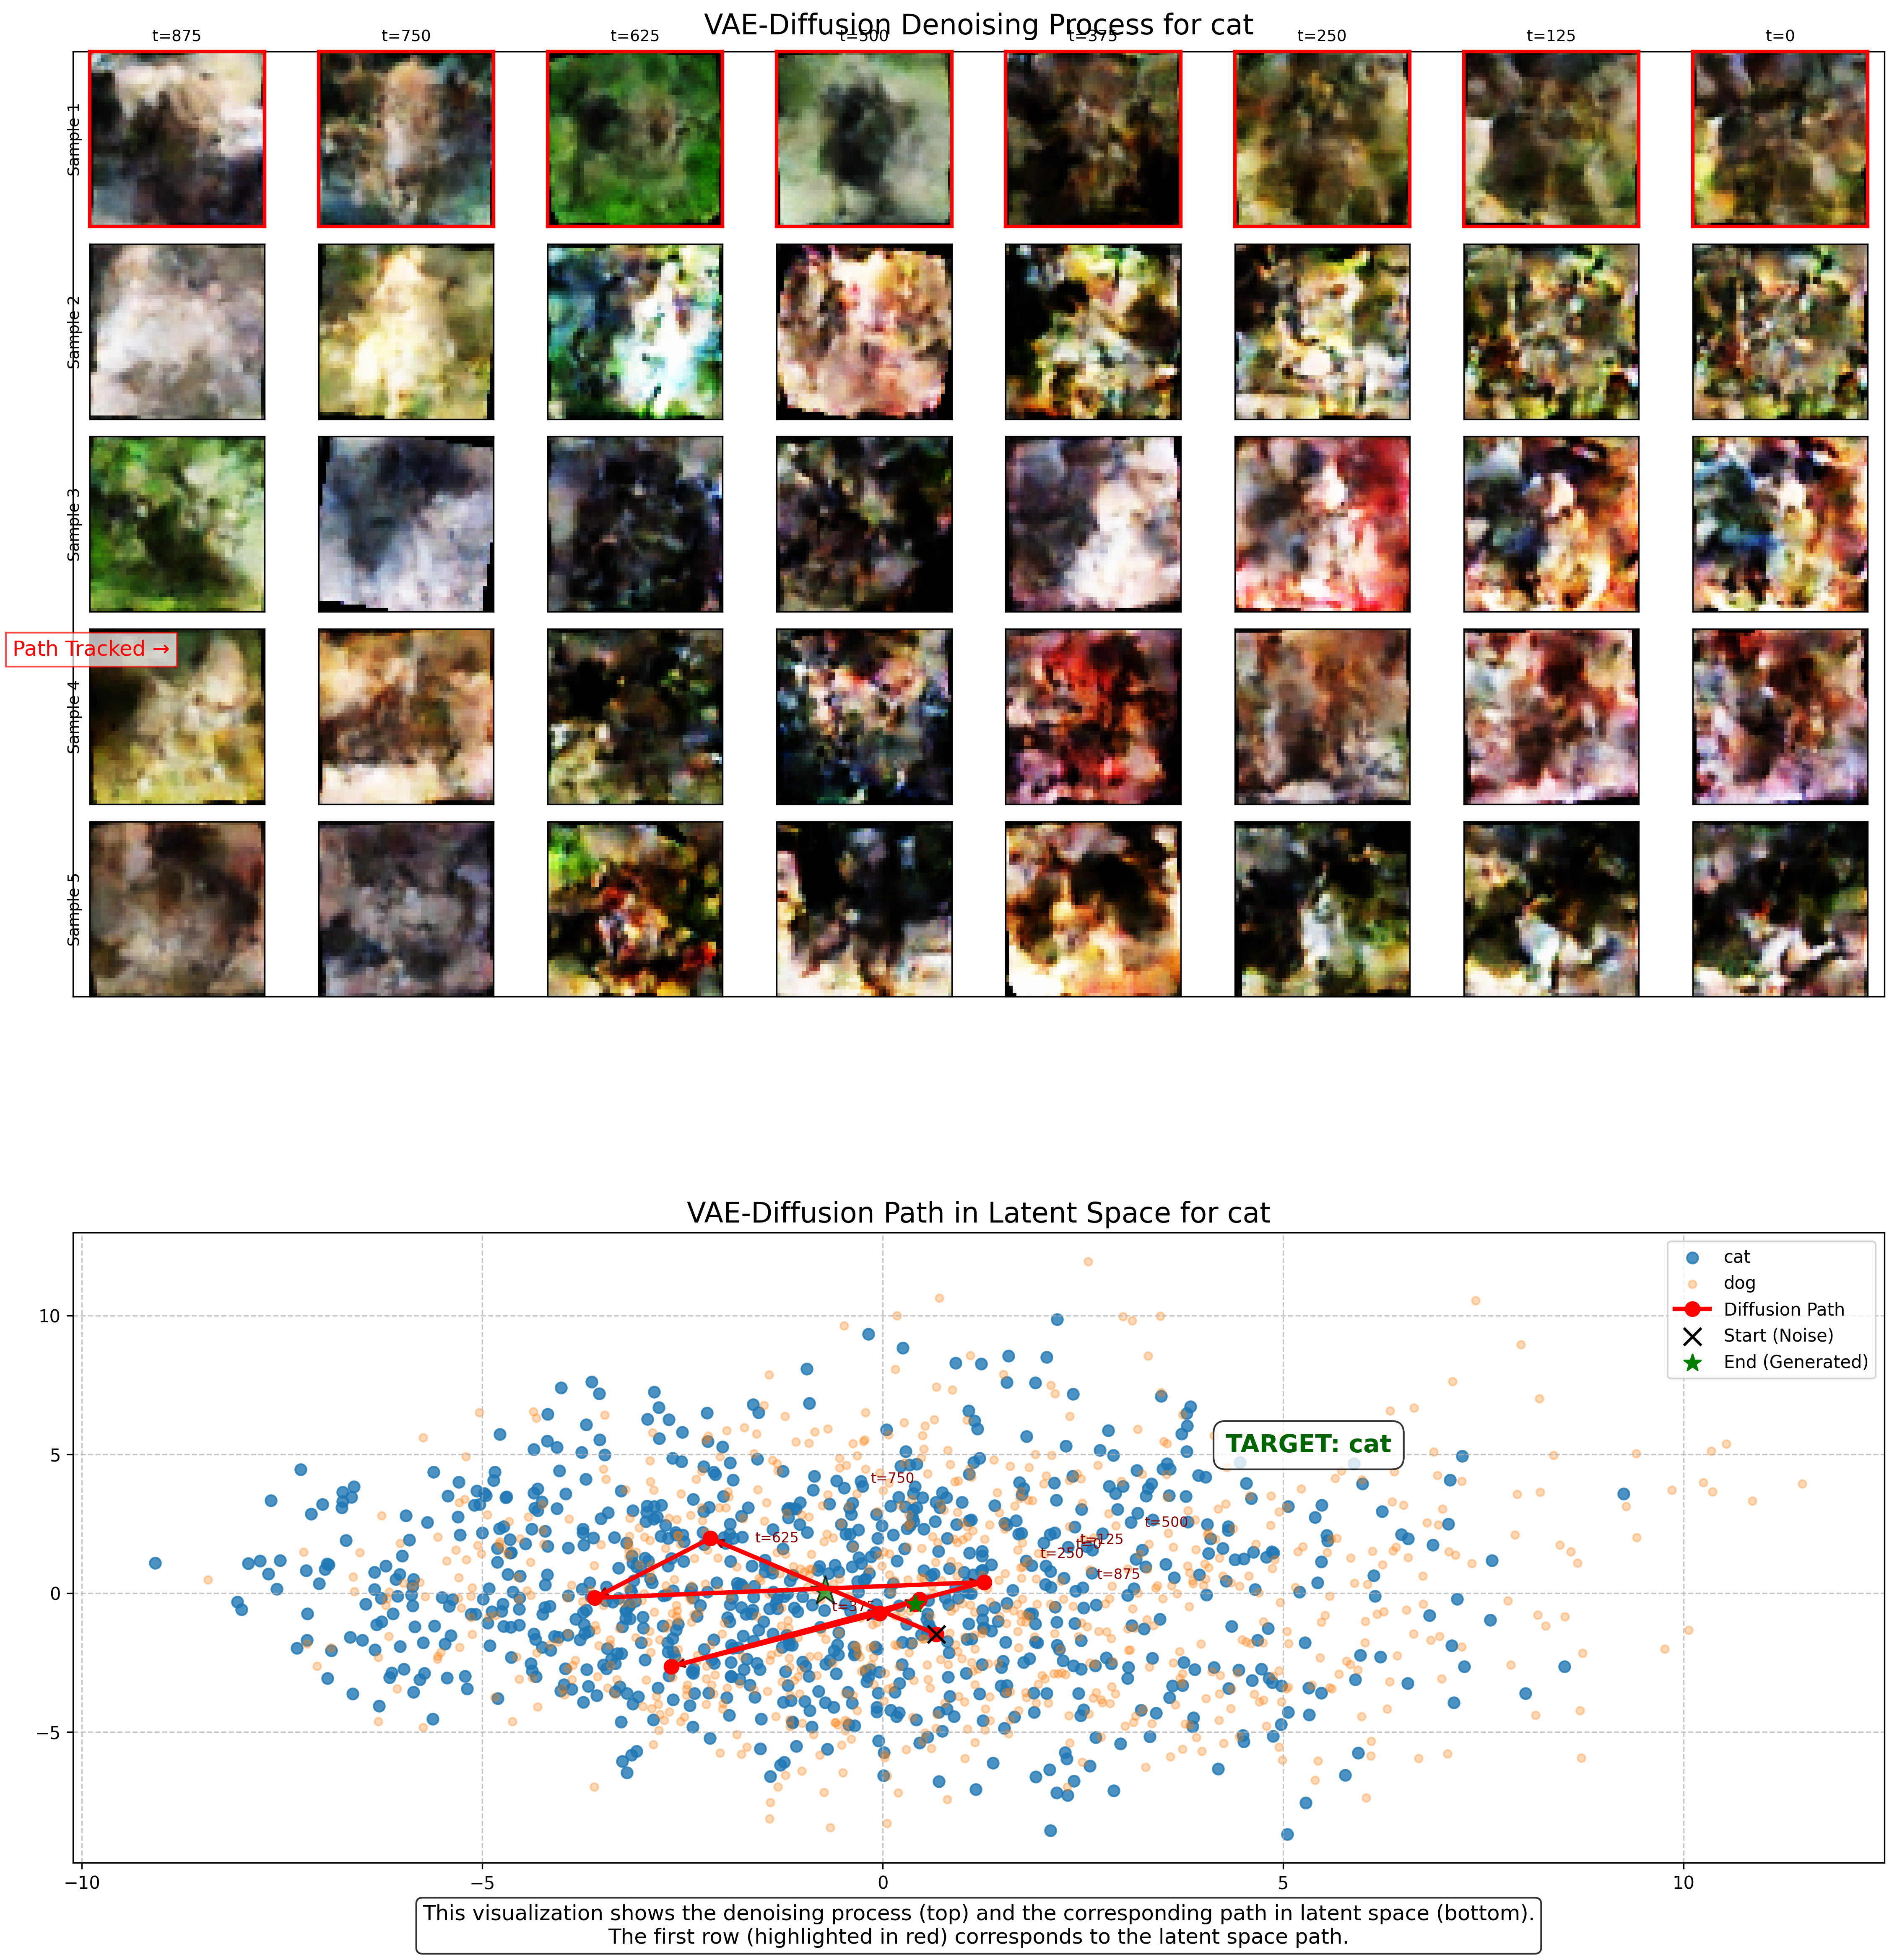 VAE-Diffusion Denoising Process for cat
t=875
t=750
t=625
t=500
t=375
t=250
t=125
t=0
Sample 1
Sample 2
Sample 3
Path Tracked →
Sample 4
Sample 5
VAE-Diffusion Path in Latent Space for cat
cat
dog
Diffusion Path
Start (Noise)
End (Generated)
TARGET: cat
t=750
t=500
t=625
t=125
t=0
t=250
t=875
t=375
10
5
0
−5
−10
−5
0
5
10
This visualization shows the denoising process (top) and the corresponding path in latent space (bottom).
The first row (highlighted in red) corresponds to the latent space path.